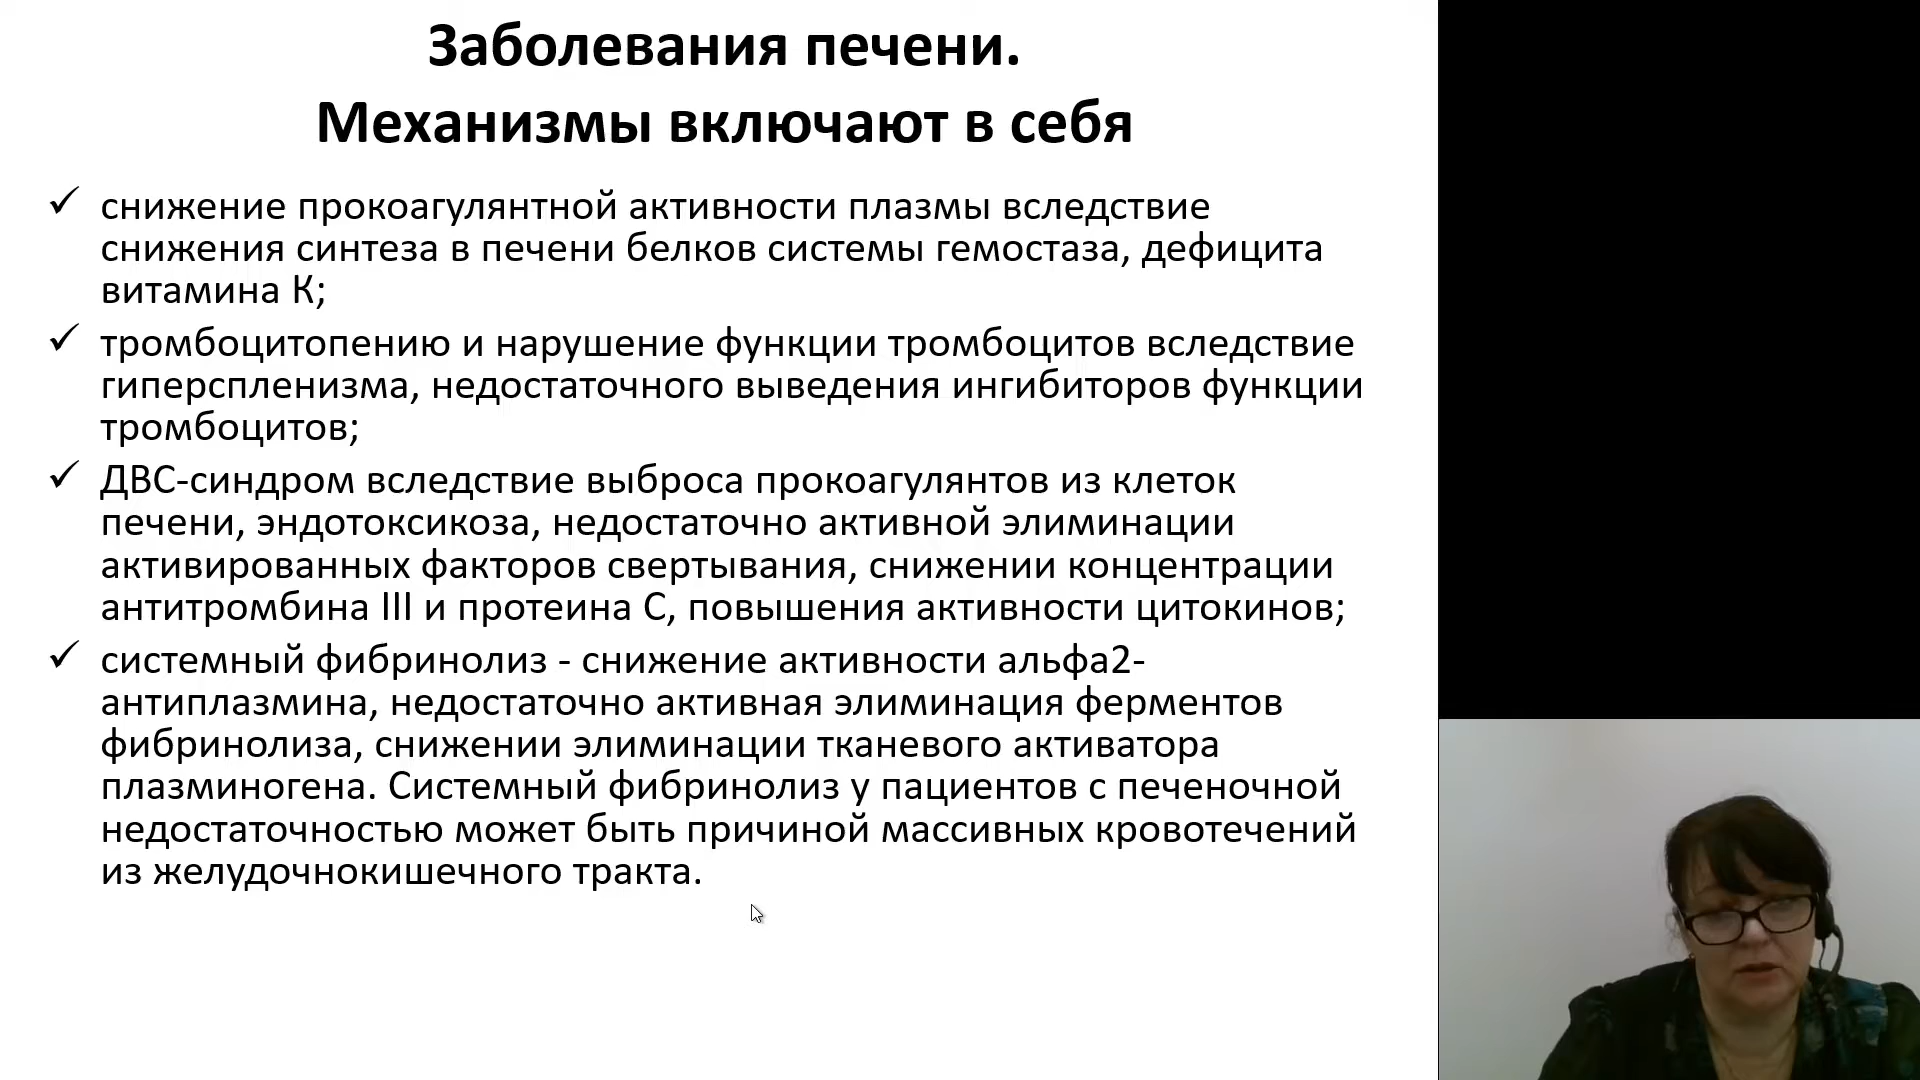 Заболевания печени.
Механизмы включают в себя
✓ снижение прокоагулянтной активности плазмы вследствие
снижения синтеза в печени белков системы гемостаза, дефицита
витамина К;
✓ тромбоцитопению и нарушение функции тромбоцитов вследствие
гиперспленизма, недостаточного выведения ингибиторов функции
тромбоцитов;
✓ ДВС-синдром вследствие выброса прокоагулянтов из клеток
печени, эндотоксикоза, недостаточно активной элиминации
активированных факторов свертывания, снижении концентрации
антитромбина III и протеина С, повышения активности цитокинов;
✓ системный фибринолиз - снижение активности альфа2-
антиплазмина, недостаточно активная элиминация ферментов
фибринолиза, снижении элиминации тканевого активатора
плазминогена. Системный фибринолиз у пациентов с печеночной
недостаточностью может быть причиной массивных кровотечений
из желудочнокишечного тракта.